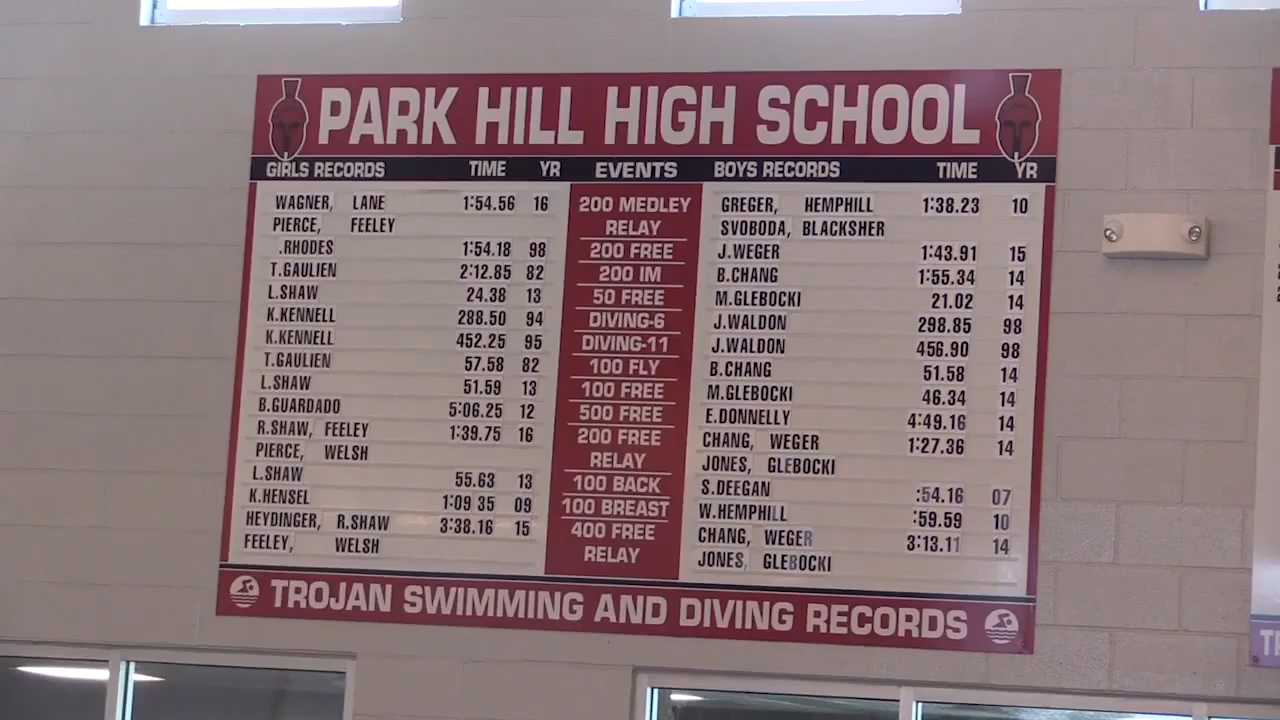 PARK HILL HIGH SCHOOL
GIRLS RECORDS TIME YR EVENTS BOYS RECORDS TIME YR
WAGNER, LANE 1:54.56 16 200 MEDLEY GREGER, HEMPHILL 1:38.23 10
PIERCE, FEELEY RELAY SVOBODA, BLACKSHER
.RHODES 1:54.18 98 200 FREE J.WEGER 1:43.91 15
T.GAULIEN 2:12.85 82 200 IM B.CHANG 1:55.34 14
L.SHAW 24.38 13 50 FREE M.GLEBOCKI 21.02 14
K.KENNELL 288.50 94 DIVING-6 J.WALDON 298.85 98
K.KENNELL 452.25 95 DIVING-11 J.WALDON 456.90 98
T.GAULIEN 57.58 82 100 FLY B.CHANG 51.58 14
L.SHAW 51.59 13 100 FREE M.GLEBOCKI 46.34 14
B.GUARDADO 5:06.25 12 500 FREE E.DONNELLY 4:49.16 14
R.SHAW, FEELEY 1:39.75 16 200 FREE CHANG, WEGER 1:27.36 14
PIERCE, WELSH RELAY JONES, GLEBOCKI
L.SHAW 55.63 13 100 BACK S.DEEGAN :54.16 07
K.HENSEL 1:09 35 09 100 BREAST W.HEMPHILL :59.59 10
HEYDINGER, R.SHAW 3:38.16 15 400 FREE CHANG, WEGER 3:13.11 14
FEELEY, WELSH RELAY JONES, GLEBOCKI
TROJAN SWIMMING AND DIVING RECORDS